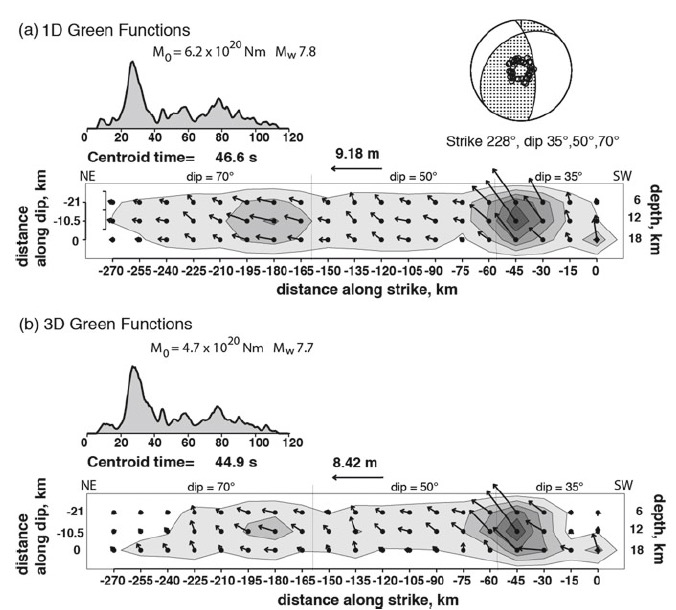 (a) 1D Green Functions
M0 = 6.2 x 10^20 Nm   Mw 7.8
0 20 40 60 80 100 120
Centroid time= 46.6 s
Strike 228°, dip 35°,50°,70°
9.18 m
NE dip = 70° dip = 50° dip = 35° SW
distance along dip, km
-21
-10.5
0
6
12
18
depth, km
-270 -255 -240 -225 -210 -195 -180 -165 -150 -135 -120 -105 -90 -75 -60 -45 -30 -15 0
distance along strike, km
(b) 3D Green Functions
M0 = 4.7 x 10^20 Nm   Mw 7.7
0 20 40 60 80 100 120
Centroid time= 44.9 s
8.42 m
NE dip = 70° dip = 50° dip = 35° SW
distance along dip, km
-21
-10.5
0
6
12
18
depth, km
-270 -255 -240 -225 -210 -195 -180 -165 -150 -135 -120 -105 -90 -75 -60 -45 -30 -15 0
distance along strike, km